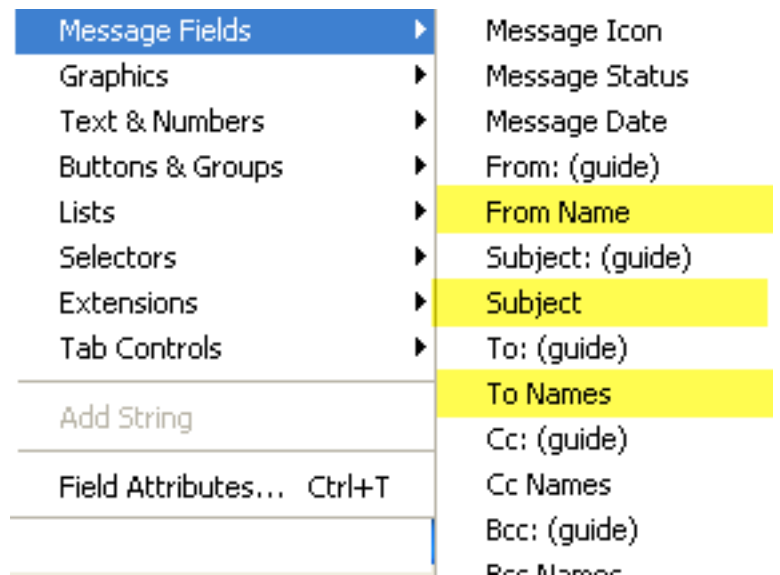 Message Fields
Graphics
Text & Numbers
Buttons & Groups
Lists
Selectors
Extensions
Tab Controls
Add String
Field Attributes... Ctrl+T
Message Icon
Message Status
Message Date
From: (guide)
From Name
Subject: (guide)
Subject
To: (guide)
To Names
Cc: (guide)
Cc Names
Bcc: (guide)
Bcc Names